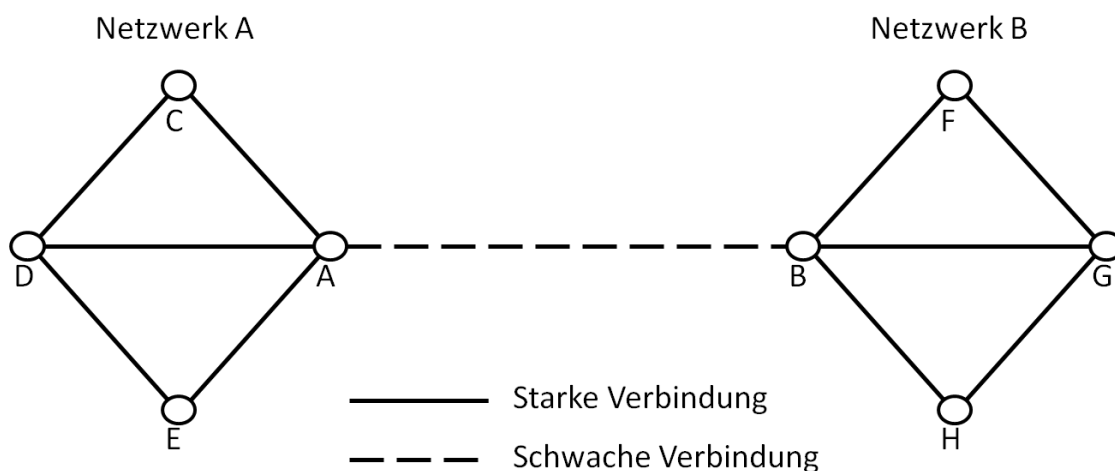 Netzwerk A
Netzwerk B
C
F
D
A
B
G
E
H
Starke Verbindung
Schwache Verbindung